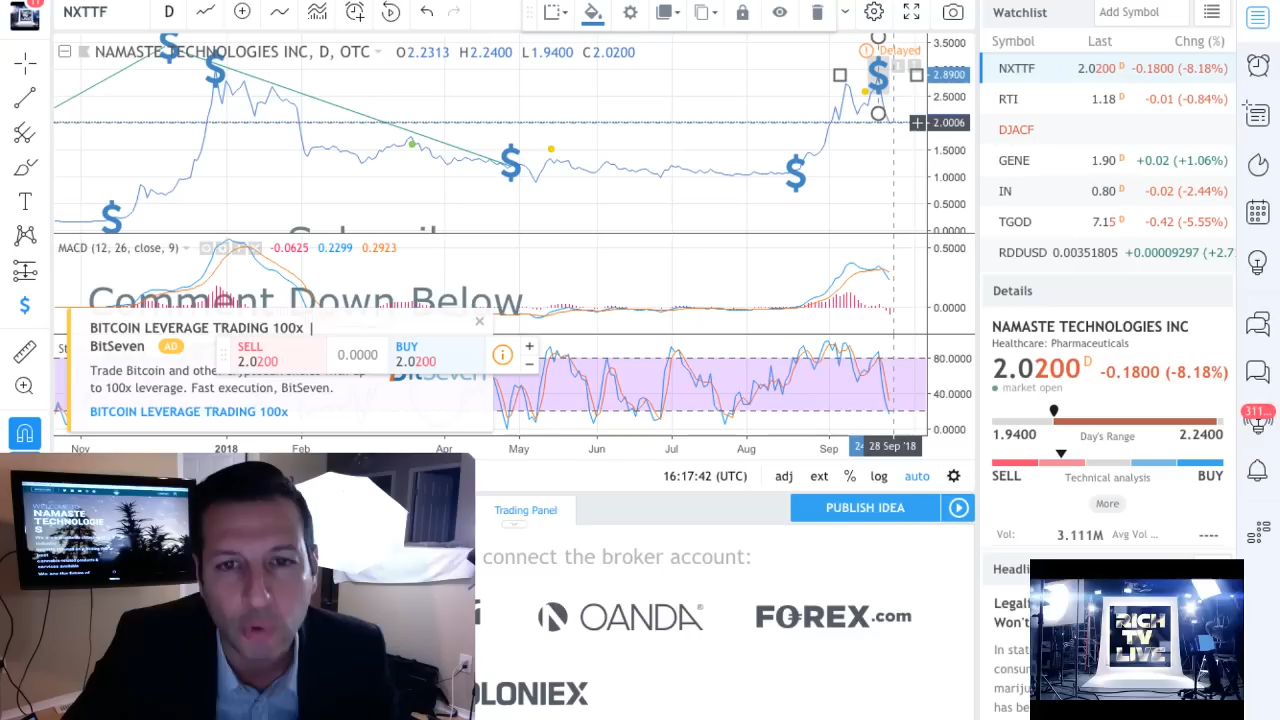 11
NXTTF
D
NAMASTE TECHNOLOGIES INC, D, OTC
O2.2313 H2.2400 L1.9400 C2.0200
Delayed
3.5000
2.8900
2.5000
2.0006
1.5000
1.0000
0.5000
0.0000
$
$
$
$
$
$
MACD (12, 26, close, 9)
-0.0625 0.2299 0.2923
0.5000
0.0000
Comment Down Below
BITCOIN LEVERAGE TRADING 100x |
BitSeven AD
Trade Bitcoin and other
to 100x leverage. Fast execution, BitSeven.
BITCOIN LEVERAGE TRADING 100x
SELL
2.0200
0.0000
BUY
2.0200
80.0000
40.0000
0.0000
Nov 2018 Feb Apr May Jun Jul Aug Sep 28 Sep '18
16:17:42 (UTC) adj ext % log auto
Trading Panel
PUBLISH IDEA
connect the broker account:
OANDA
FOREX.com
OLONIEX
WELCOME TO
NAMASTE
TECHNOLOGIE
S
Watchlist
Add Symbol
Symbol Last Chng (%)
NXTTF 2.0200 D -0.1800 (-8.18%)
RTI 1.18 D -0.01 (-0.84%)
DJACF
GENE 1.90 D +0.02 (+1.06%)
IN 0.80 D -0.02 (-2.44%)
TGOD 7.15 D -0.42 (-5.55%)
RDDUSD 0.00351805 +0.00009297 (+2.7
Details
NAMASTE TECHNOLOGIES INC
Healthcare: Pharmaceuticals
2.0200 D -0.1800 (-8.18%)
market open
1.9400 Day's Range 2.2400
SELL Technical analysis BUY
More
Vol: 3.111M Avg Vol ... ----
Headli
Legal
Won't
In stat
consu
mariju
has be
311...
RICH
TV
LIVE